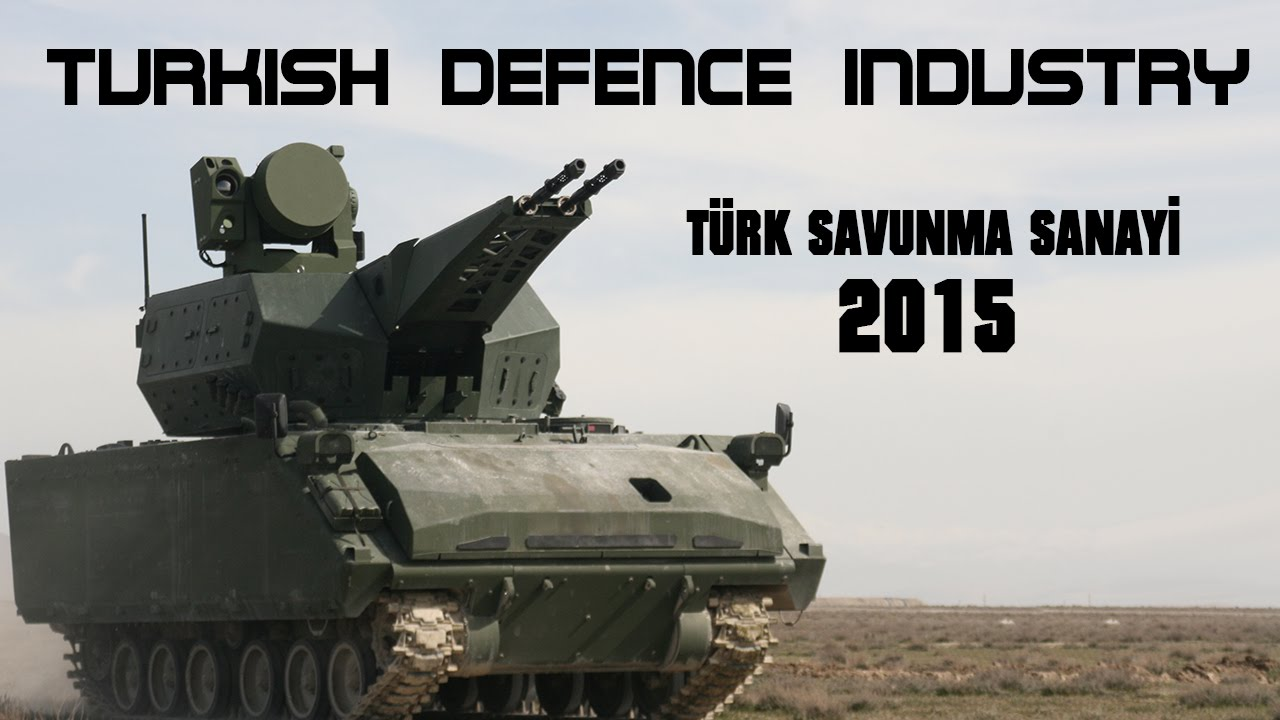 TURKISH DEFENCE INDUSTRY
TÜRK SAVUNMA SANAYİ
2015